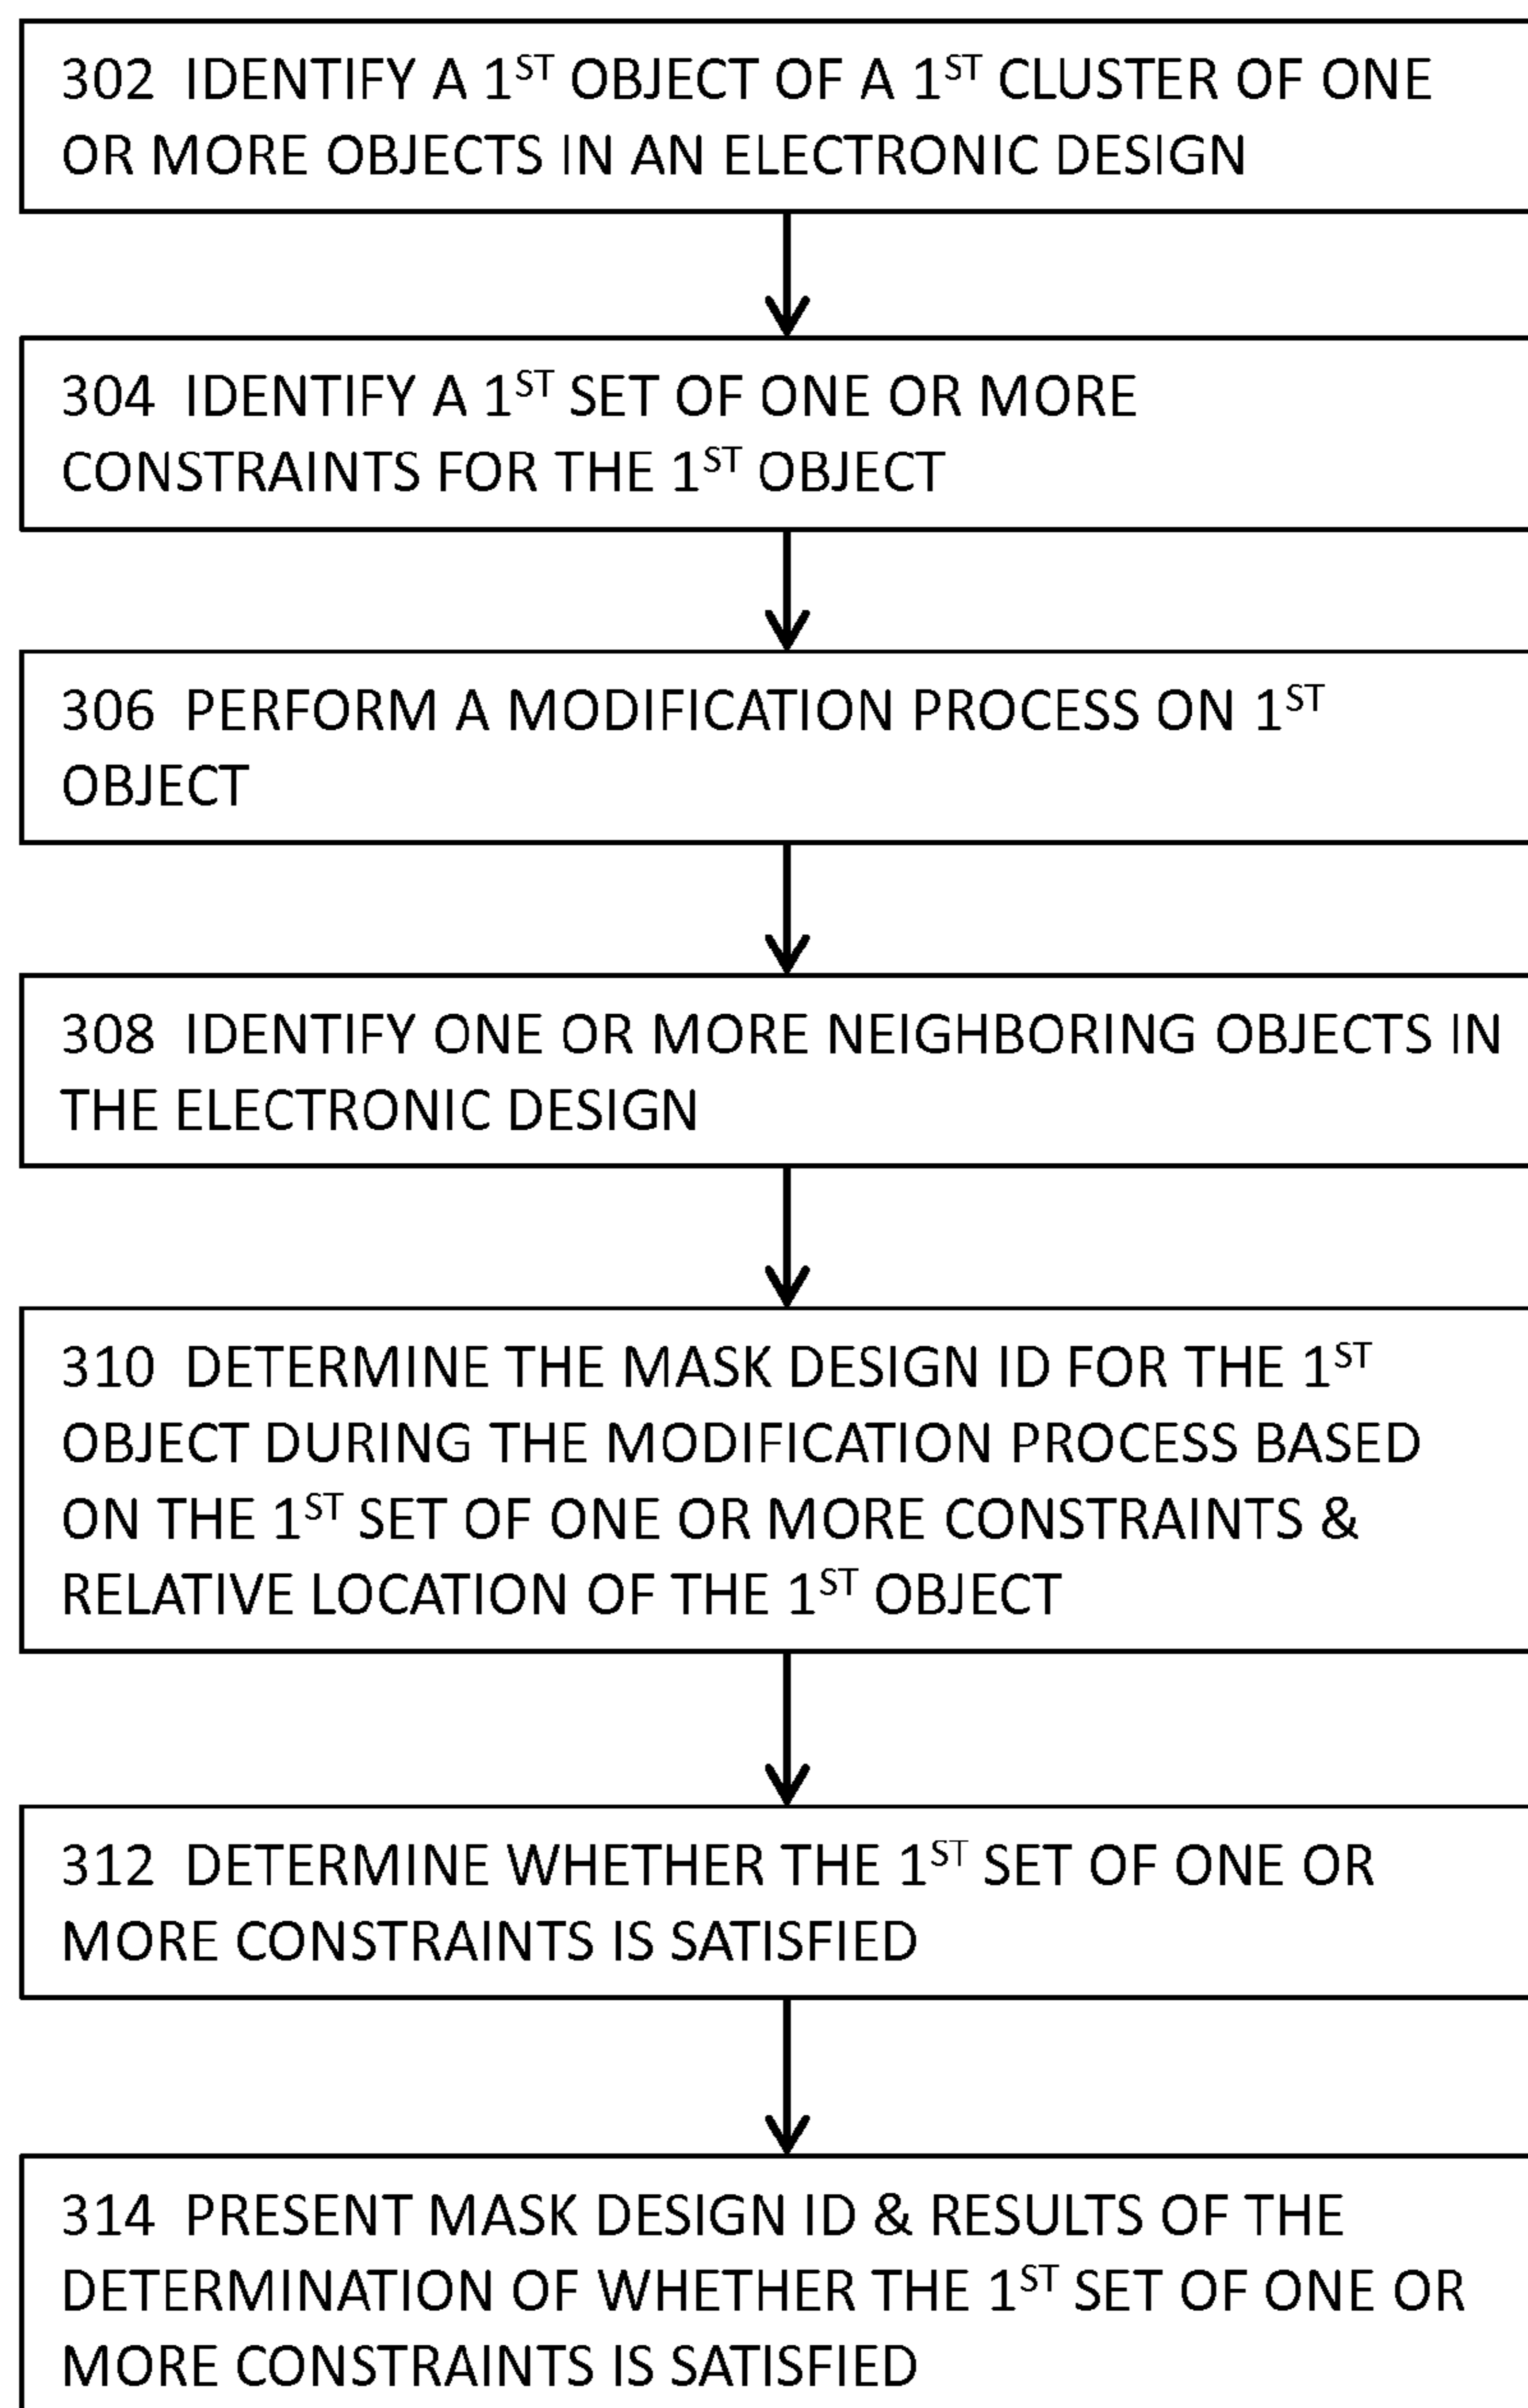 302 IDENTIFY A 1ST OBJECT OF A 1ST CLUSTER OF ONE
OR MORE OBJECTS IN AN ELECTRONIC DESIGN
304 IDENTIFY A 1ST SET OF ONE OR MORE
CONSTRAINTS FOR THE 1ST OBJECT
306 PERFORM A MODIFICATION PROCESS ON 1ST
OBJECT
308 IDENTIFY ONE OR MORE NEIGHBORING OBJECTS IN
THE ELECTRONIC DESIGN
310 DETERMINE THE MASK DESIGN ID FOR THE 1ST
OBJECT DURING THE MODIFICATION PROCESS BASED
ON THE 1ST SET OF ONE OR MORE CONSTRAINTS &
RELATIVE LOCATION OF THE 1ST OBJECT
312 DETERMINE WHETHER THE 1ST SET OF ONE OR
MORE CONSTRAINTS IS SATISFIED
314 PRESENT MASK DESIGN ID & RESULTS OF THE
DETERMINATION OF WHETHER THE 1ST SET OF ONE OR
MORE CONSTRAINTS IS SATISFIED